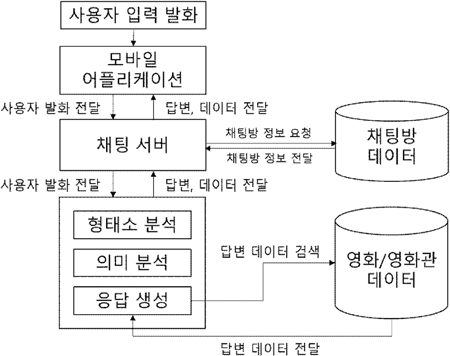 사용자 입력 발화
모바일
어플리케이션
사용자 발화 전달
답변, 데이터 전달
채팅 서버
채팅방 정보 요청
채팅방 정보 전달
채팅방
데이터
사용자 발화 전달
답변, 데이터 전달
형태소 분석
의미 분석
응답 생성
답변 데이터 검색
영화/영화관
데이터
답변 데이터 전달